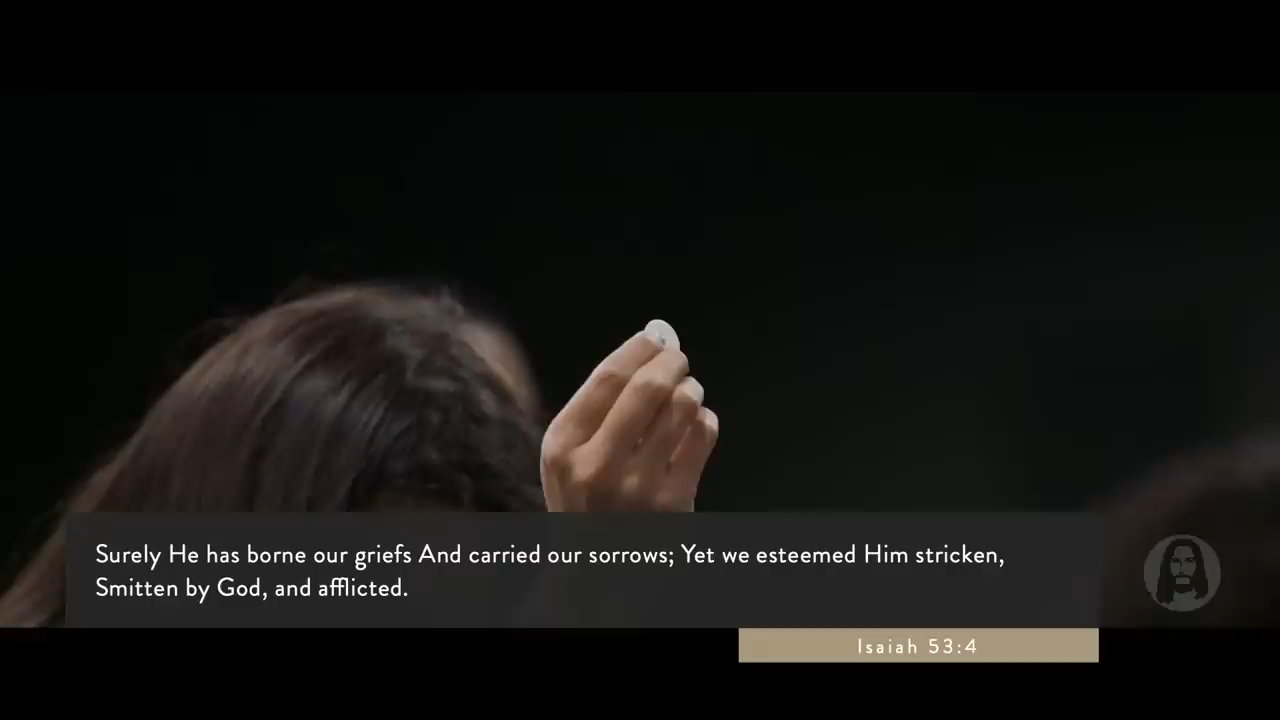 Surely He has borne our griefs And carried our sorrows; Yet we esteemed Him stricken,
Smitten by God, and afflicted.
Isaiah 53:4